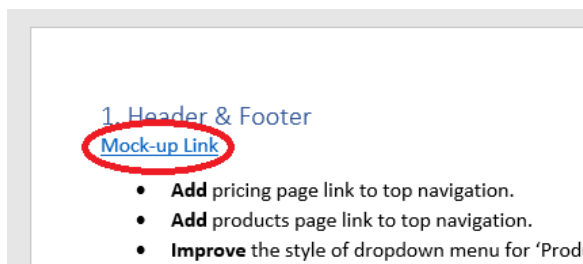 1. Header & Footer
Mock-up Link
• Add pricing page link to top navigation.
• Add products page link to top navigation.
• Improve the style of dropdown menu for ‘Prod